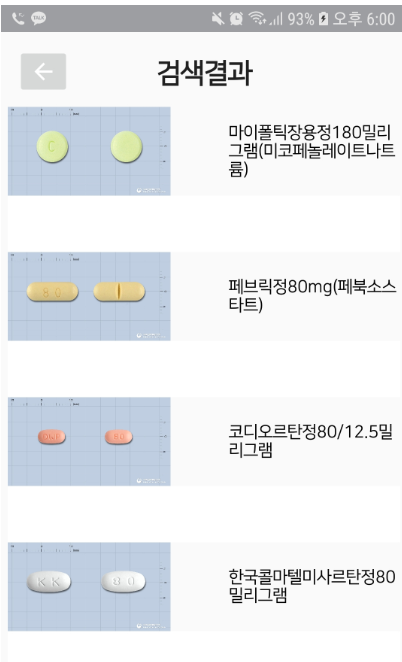 93% 오후 6:00
검색결과
마이폴틱장용정180밀리
그램(미코페놀레이트나트
륨)
C
페브릭정80mg(페북소스
타트)
80
코디오르탄정80/12.5밀
리그램
한국콜마텔미사르탄정80
밀리그램
KK 80